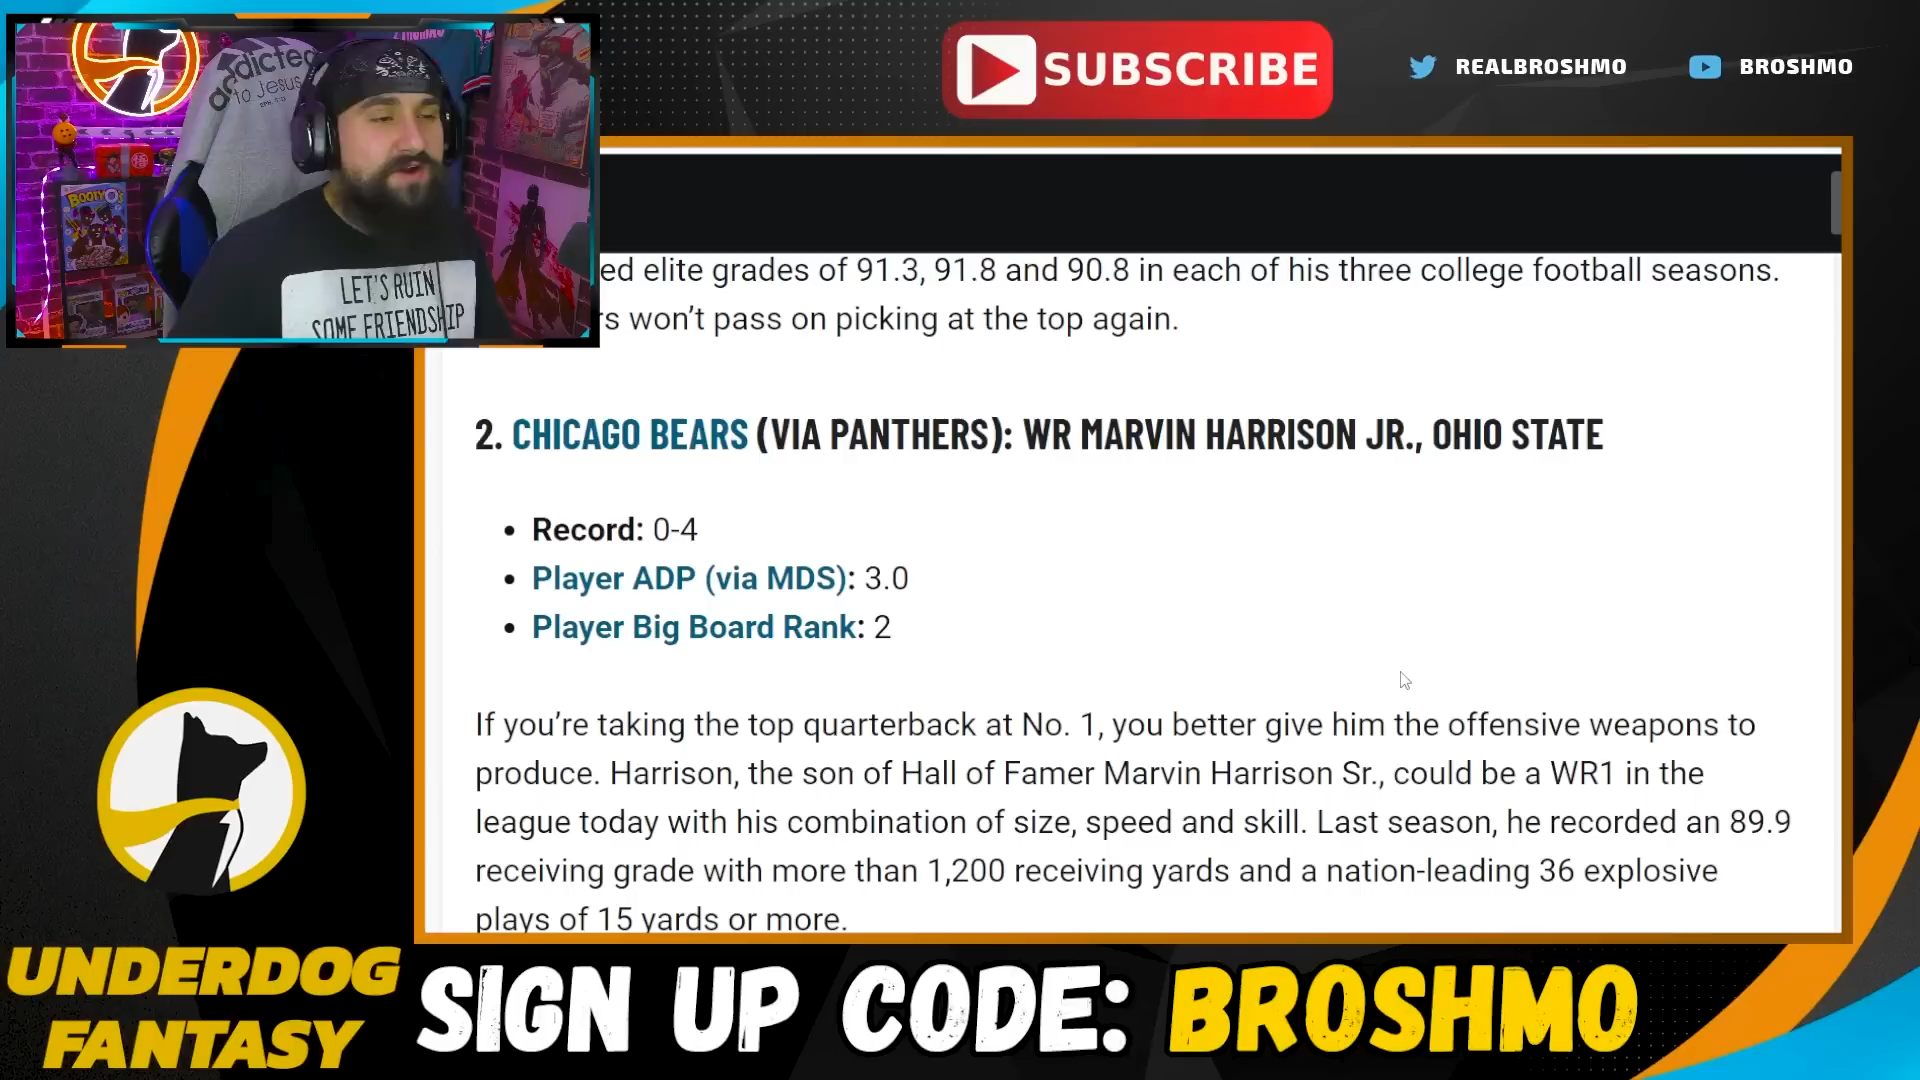 SUBSCRIBE
REALBROSHMO
BROSHMO
addicted
to Jesus
BOOTY O's
LET'S RUIN
SOME FRIENDSHIP
ed elite grades of 91.3, 91.8 and 90.8 in each of his three college football seasons.
rs won’t pass on picking at the top again.
2. CHICAGO BEARS (VIA PANTHERS): WR MARVIN HARRISON JR., OHIO STATE
• Record: 0-4
• Player ADP (via MDS): 3.0
• Player Big Board Rank: 2
If you’re taking the top quarterback at No. 1, you better give him the offensive weapons to
produce. Harrison, the son of Hall of Famer Marvin Harrison Sr., could be a WR1 in the
league today with his combination of size, speed and skill. Last season, he recorded an 89.9
receiving grade with more than 1,200 receiving yards and a nation-leading 36 explosive
plays of 15 yards or more.
UNDERDOG
FANTASY
SIGN UP CODE: BROSHMO